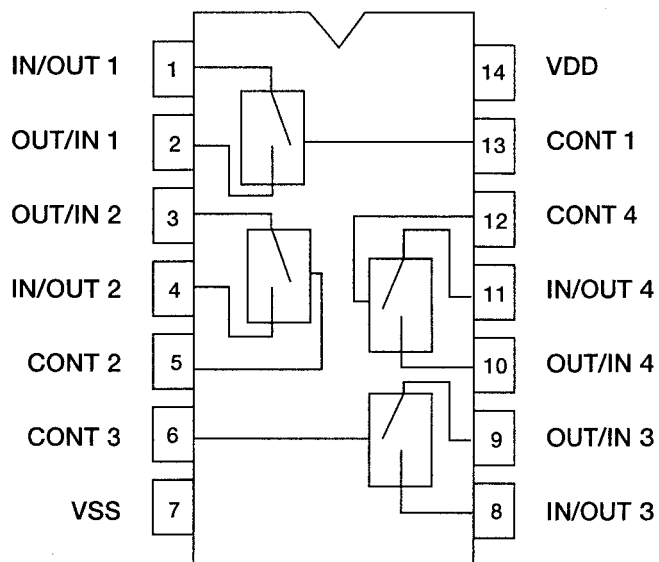 IN/OUT 1 1 14 VDD
OUT/IN 1 2 13 CONT 1
OUT/IN 2 3 12 CONT 4
IN/OUT 2 4 11 IN/OUT 4
CONT 2 5 10 OUT/IN 4
CONT 3 6 9 OUT/IN 3
VSS 7 8 IN/OUT 3